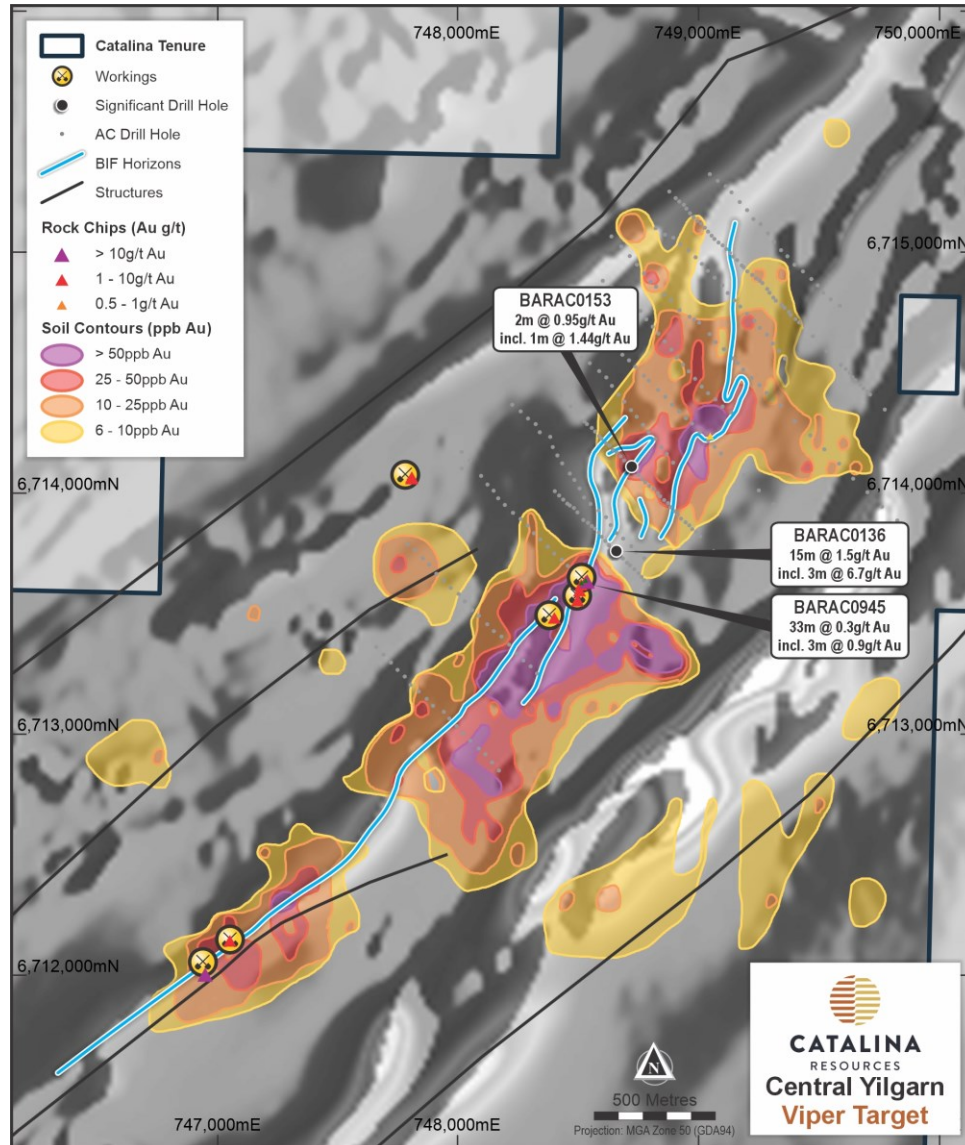 748,000mE
749,000mE
750,000mE
Catalina Tenure
Workings
Significant Drill Hole
AC Drill Hole
BIF Horizons
Structures
Rock Chips (Au g/t)
> 10g/t Au
1 - 10g/t Au
0.5 - 1g/t Au
Soil Contours (ppb Au)
> 50ppb Au
25 - 50ppb Au
10 - 25ppb Au
6 - 10ppb Au
6,715,000mN
BARAC0153
2m @ 0.95g/t Au
incl. 1m @ 1.44g/t Au
6,714,000mN
6,714,000mN
BARAC0136
15m @ 1.5g/t Au
incl. 3m @ 6.7g/t Au
BARAC0945
33m @ 0.3g/t Au
incl. 3m @ 0.9g/t Au
6,713,000mN
6,713,000mN
6,712,000mN
747,000mE
748,000mE
N
500 Metres
Projection: MGA Zone 50 (GDA94)
CATALINA
RESOURCES
Central Yilgarn
Viper Target